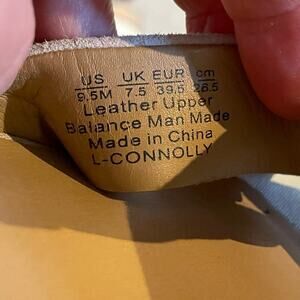 US UK EUR cm
9.5M 7.5 39.5 26.5
Leather Upper
Balance Man Made
Made in China
L-CONNOLLY